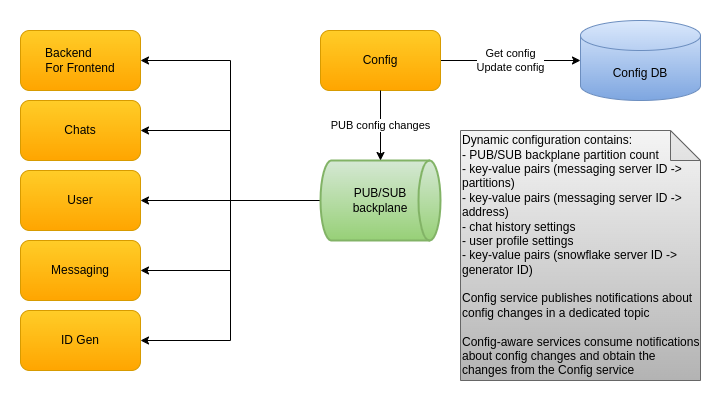 Backend
For Frontend
Chats
User
Messaging
ID Gen
Config
Get config
Update config
Config DB
PUB config changes
PUB/SUB
backplane
Dynamic configuration contains:
- PUB/SUB backplane partition count
- key-value pairs (messaging server ID ->
partitions)
- key-value pairs (messaging server ID ->
address)
- chat history settings
- user profile settings
- key-value pairs (snowflake server ID ->
generator ID)
Config service publishes notifications about
config changes in a dedicated topic
Config-aware services consume notifications
about config changes and obtain the
changes from the Config service